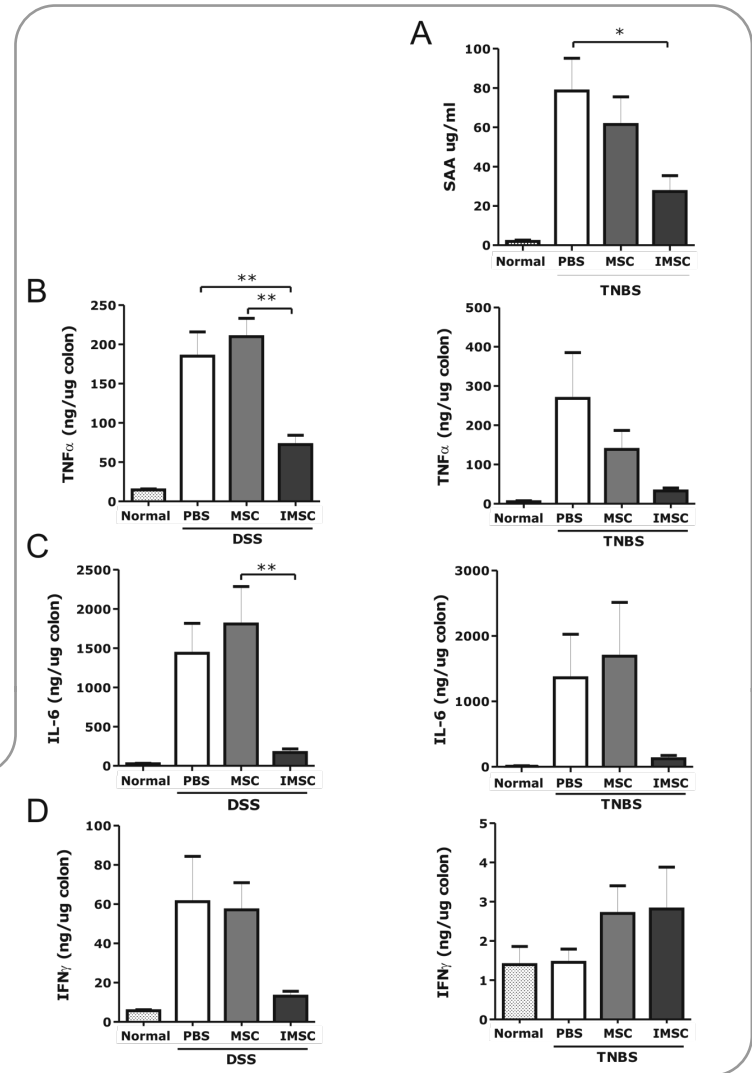 A
*
100
80
60
40
20
0
SAA ug/ml
Normal PBS MSC IMSC
TNBS
B
**
**
250
200
150
100
50
0
TNFα (ng/ug colon)
Normal PBS MSC IMSC
DSS
500
400
300
200
100
0
TNFα (ng/ug colon)
Normal PBS MSC IMSC
TNBS
C
**
2500
2000
1500
1000
500
0
IL-6 (ng/ug colon)
Normal PBS MSC IMSC
DSS
3000
2000
1000
0
IL-6 (ng/ug colon)
Normal PBS MSC IMSC
TNBS
D
100
80
60
40
20
0
IFNγ (ng/ug colon)
Normal PBS MSC IMSC
DSS
5
4
3
2
1
0
IFNγ (ng/ug colon)
Normal PBS MSC IMSC
TNBS